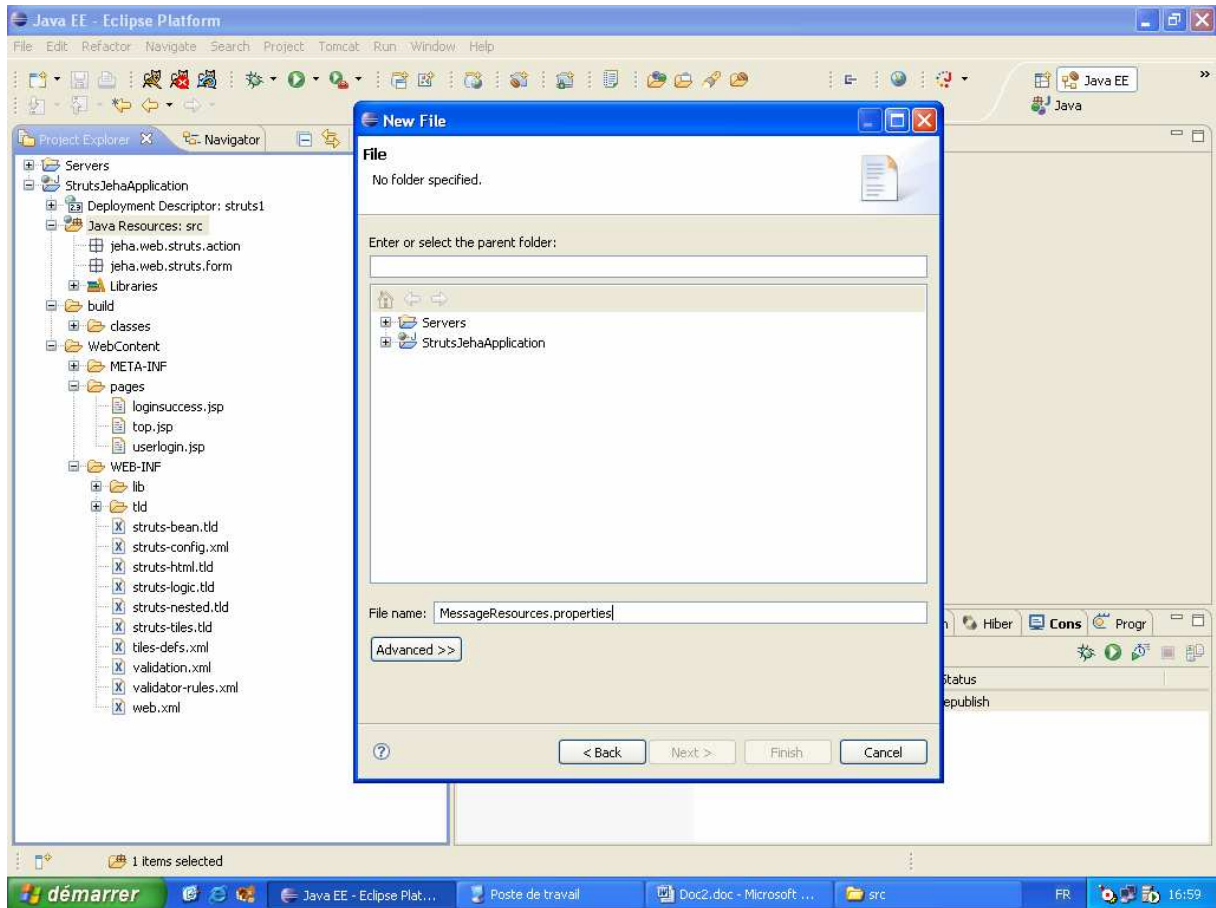 Java EE - Eclipse Platform
File Edit Refactor Navigate Search Project Tomcat Run Window Help
Java EE
»
Java
Project Explorer
Navigator
Servers
StrutsJehaApplication
Deployment Descriptor: struts1
Java Resources: src
jeha.web.struts.action
jeha.web.struts.form
Libraries
build
classes
WebContent
META-INF
pages
loginsuccess.jsp
top.jsp
userlogin.jsp
WEB-INF
lib
tld
struts-bean.tld
struts-config.xml
struts-html.tld
struts-logic.tld
struts-nested.tld
struts-tiles.tld
tiles-defs.xml
validation.xml
validator-rules.xml
web.xml
New File
File
No folder specified.
Enter or select the parent folder:
Servers
StrutsJehaApplication
File name: MessageResources.properties
Advanced >>
< Back Next > Finish Cancel
Hiber Cons Progr
Status
epublish
1 items selected
démarrer
Java EE - Eclipse Plat...
Poste de travail
Doc2.doc - Microsoft ...
src
FR
16:59